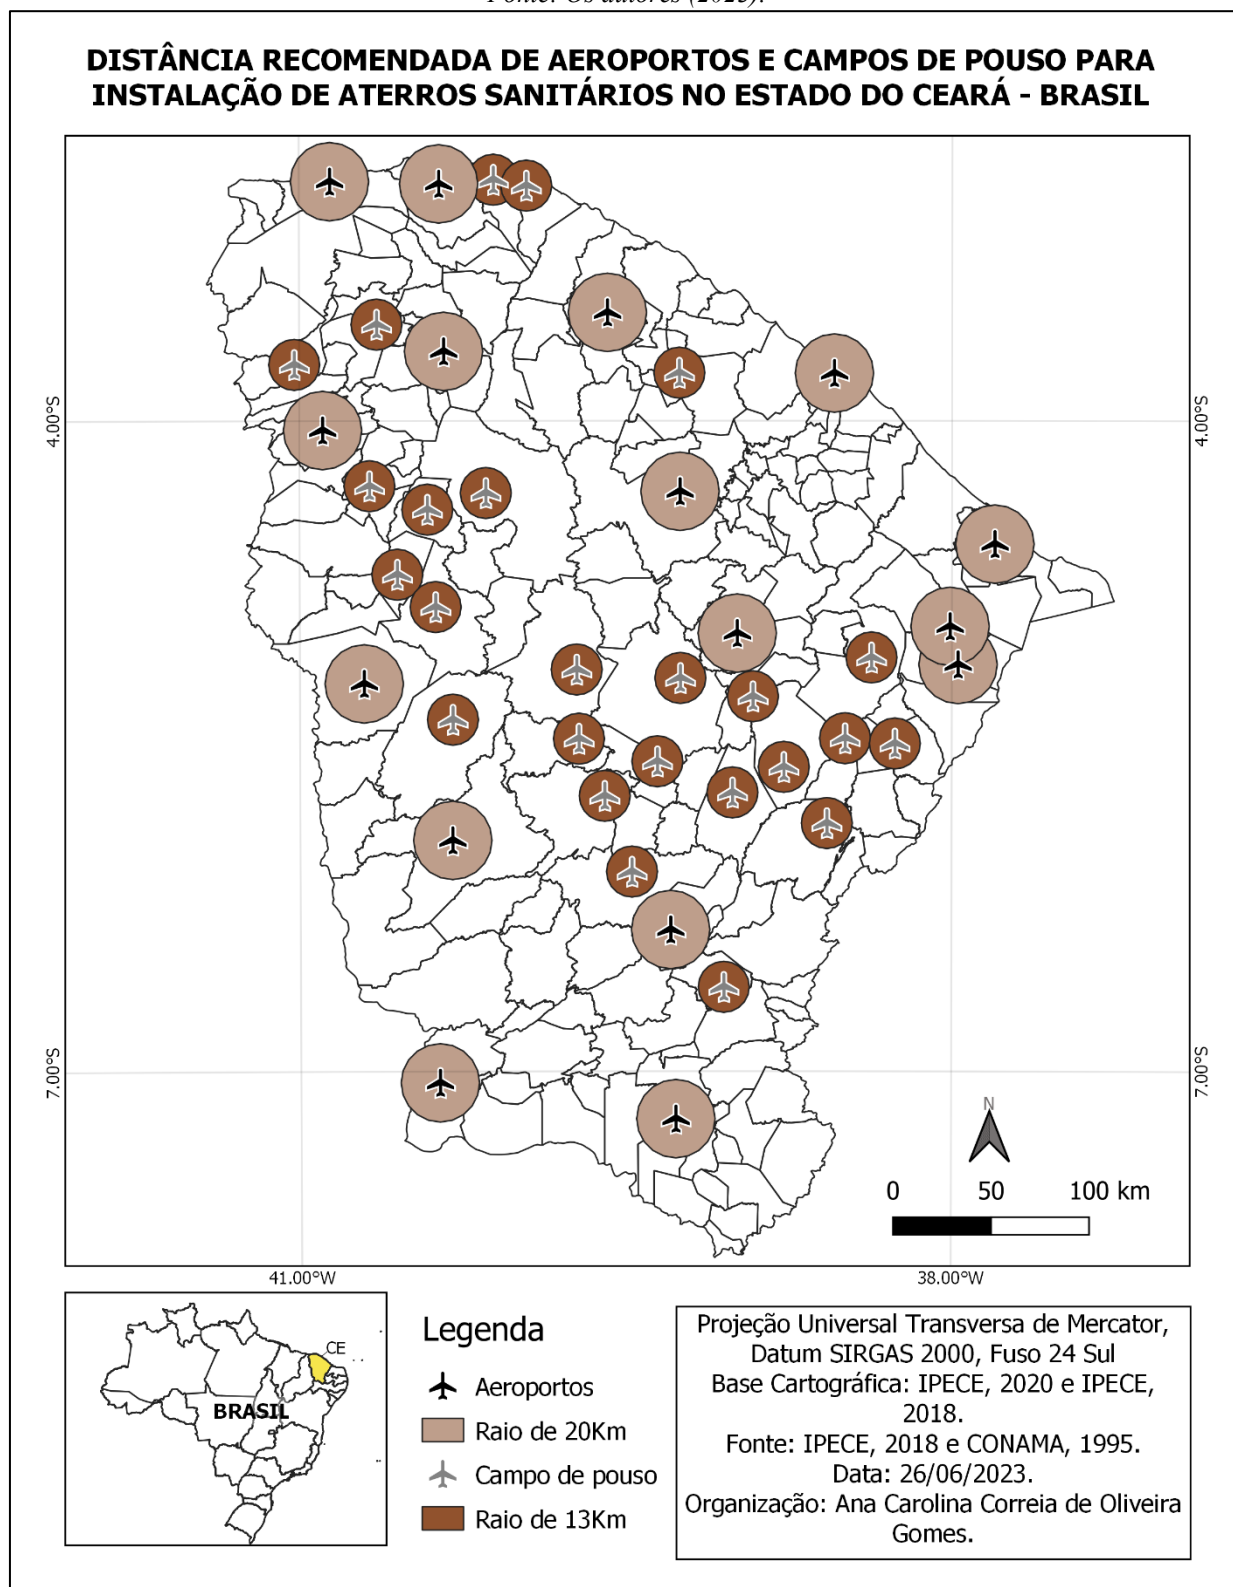 Fonte: Os autores (2023).
DISTÂNCIA RECOMENDADA DE AEROPORTOS E CAMPOS DE POUSO PARA
INSTALAÇÃO DE ATERROS SANITÁRIOS NO ESTADO DO CEARÁ - BRASIL
4.00°S
4.00°S
7.00°S
7.00°S
N
0 50 100 km
41.00°W
38.00°W
CE
BRASIL
Legenda
Aeroportos
Raio de 20Km
Campo de pouso
Raio de 13Km
Projeção Universal Transversa de Mercator,
Datum SIRGAS 2000, Fuso 24 Sul
Base Cartográfica: IPECE, 2020 e IPECE,
2018.
Fonte: IPECE, 2018 e CONAMA, 1995.
Data: 26/06/2023.
Organização: Ana Carolina Correia de Oliveira
Gomes.